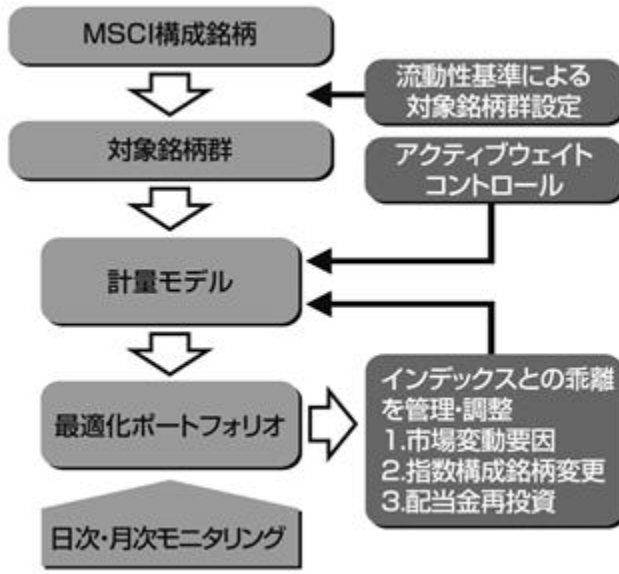 MSCI構成銘柄
流動性基準による
対象銘柄群設定
対象銘柄群
アクティブウェイト
コントロール
計量モデル
最適化ポートフォリオ
インデックスとの乖離
を管理・調整
1.市場変動要因
2.指数構成銘柄変更
3.配当金再投資
日次・月次モニタリング